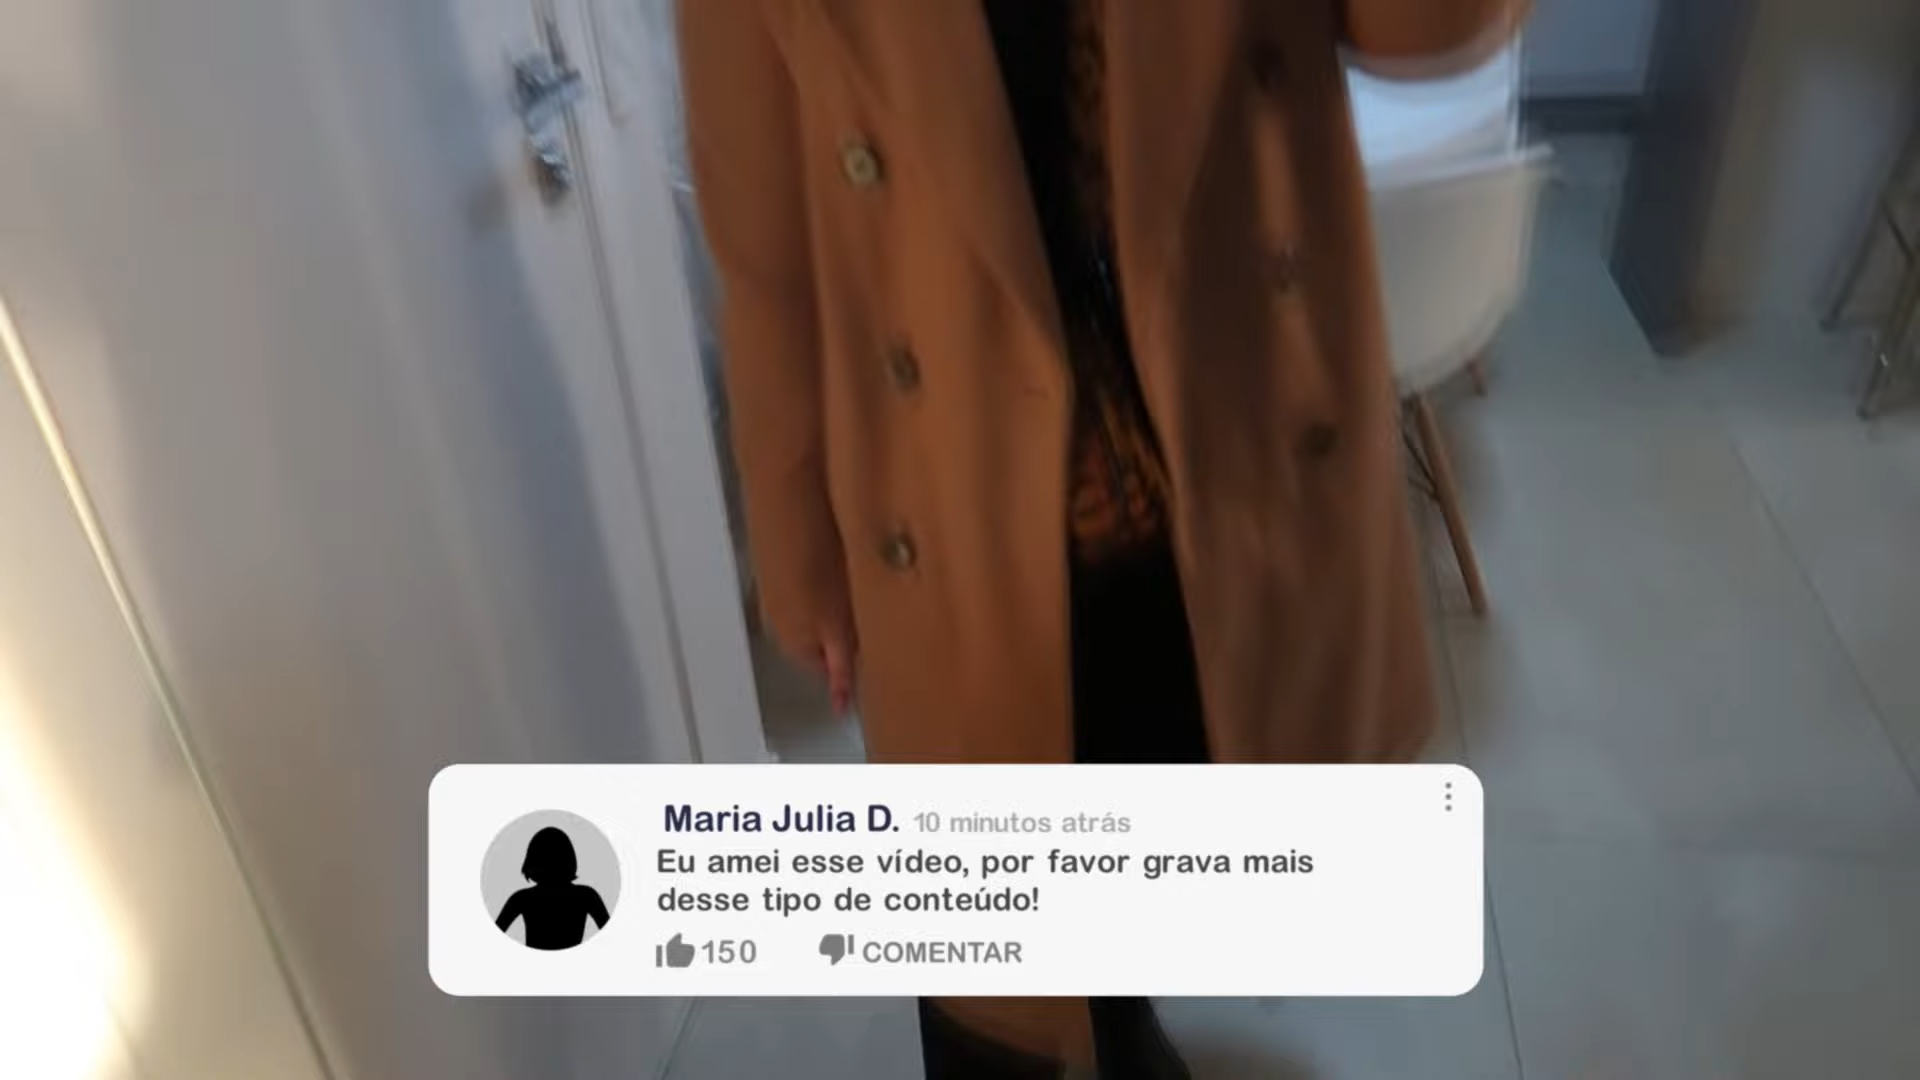 Maria Julia D. 10 minutos atrás
Eu amei esse vídeo, por favor grava mais
desse tipo de conteúdo!
150 COMENTAR